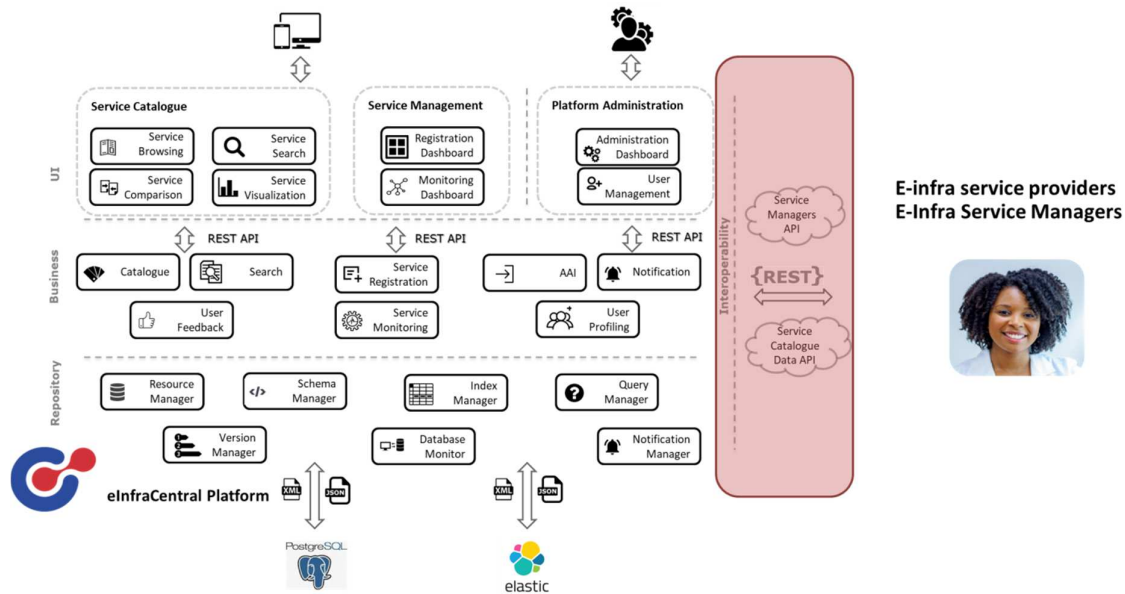 Service Catalogue
Service Management
Platform Administration
Service
Browsing
Service
Search
Registration
Dashboard
Administration
Dashboard
Service
Comparison
Service
Visualization
Monitoring
Dashboard
User
Management
UI
REST API
REST API
REST API
Business
Catalogue
Search
Service
Registration
AAI
Notification
User
Feedback
Service
Monitoring
User
Profiling
Repository
Resource
Manager
Schema
Manager
</>
Index
Manager
Query
Manager
?
Version
Manager
1
2
3
Database
Monitor
Notification
Manager
eInfraCentral Platform
XML
JSON
XML
JSON
PostgreSQL
elastic
Interoperability
Service
Managers
API
{REST}
Service
Catalogue
Data API
E-infra service providers
E-Infra Service Managers